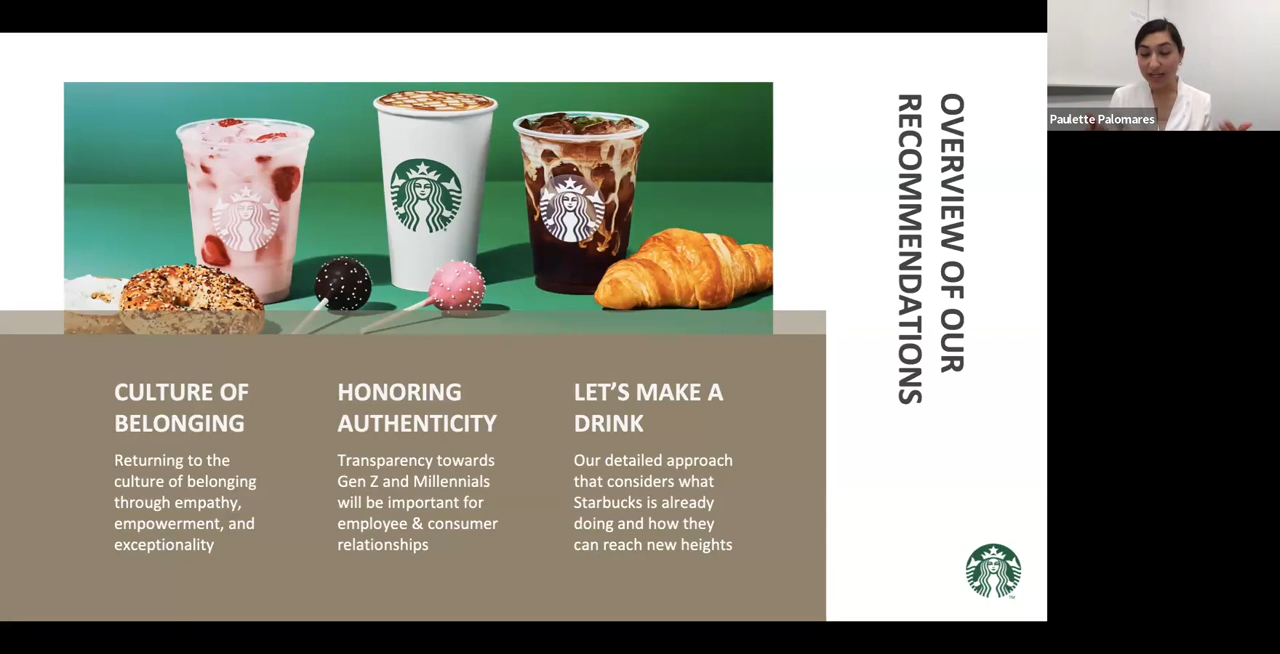 OVERVIEW OF OUR
RECOMMENDATIONS
CULTURE OF
BELONGING
Returning to the
culture of belonging
through empathy,
empowerment, and
exceptionality
HONORING
AUTHENTICITY
Transparency towards
Gen Z and Millennials
will be important for
employee & consumer
relationships
LET’S MAKE A
DRINK
Our detailed approach
that considers what
Starbucks is already
doing and how they
can reach new heights
TM
Paulette Palomares